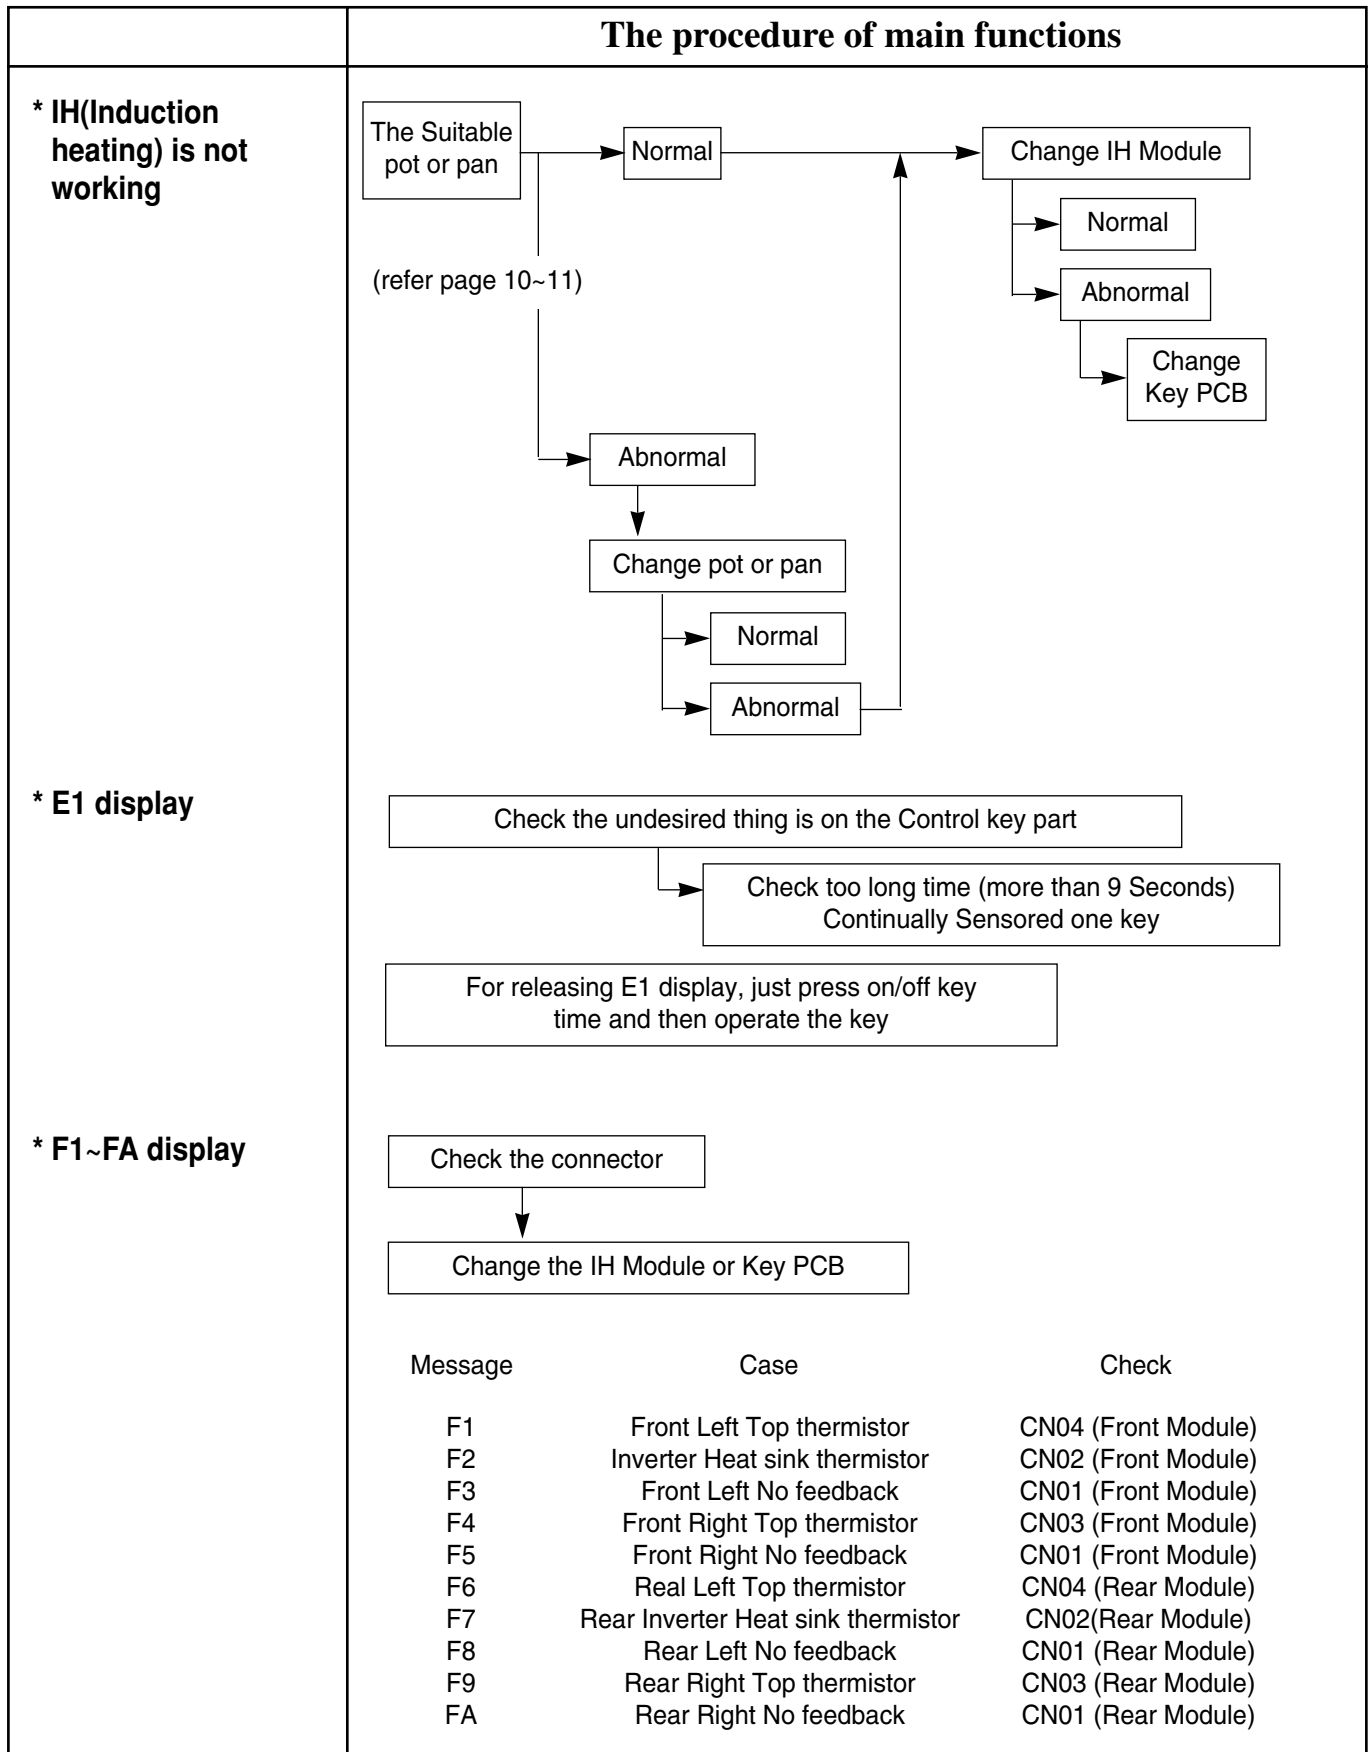 The procedure of main functions
* IH(Induction
heating) is not
working
The Suitable
pot or pan
Normal
Change IH Module
Normal
(refer page 10~11)
Abnormal
Change
Key PCB
Abnormal
Change pot or pan
Normal
Abnormal
* E1 display
Check the undesired thing is on the Control key part
Check too long time (more than 9 Seconds)
Continually Sensored one key
For releasing E1 display, just press on/off key
time and then operate the key
* F1~FA display
Check the connector
Change the IH Module or Key PCB
Message Case Check
F1 Front Left Top thermistor CN04 (Front Module)
F2 Inverter Heat sink thermistor CN02 (Front Module)
F3 Front Left No feedback CN01 (Front Module)
F4 Front Right Top thermistor CN03 (Front Module)
F5 Front Right No feedback CN01 (Front Module)
F6 Real Left Top thermistor CN04 (Rear Module)
F7 Rear Inverter Heat sink thermistor CN02(Rear Module)
F8 Rear Left No feedback CN01 (Rear Module)
F9 Rear Right Top thermistor CN03 (Rear Module)
FA Rear Right No feedback CN01 (Rear Module)